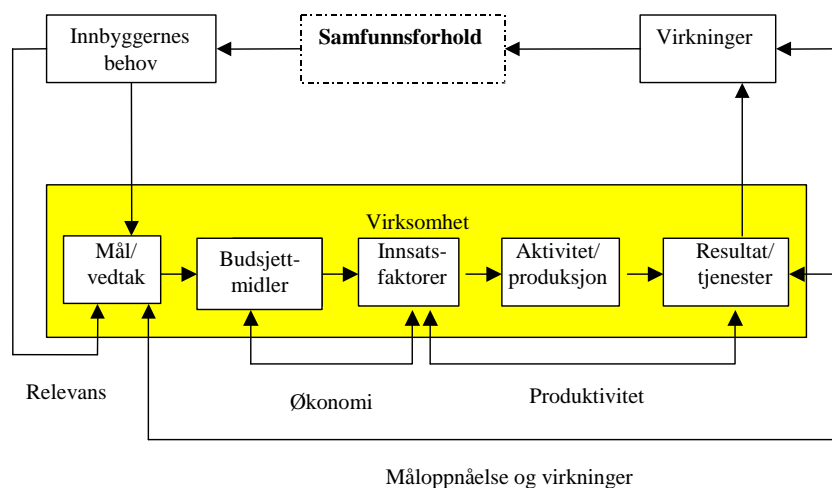 Innbyggernes
behov
Samfunnsforhold
Virkninger
Virksomhet
Mål/
vedtak
Budsjett-
midler
Innsats-
faktorer
Aktivitet/
produksjon
Resultat/
tjenester
Relevans
Økonomi
Produktivitet
Måloppnåelse og virkninger